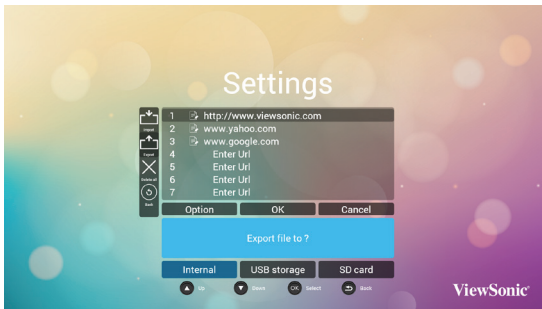 Settings
Import
Export
Delete all
Back
1 http://www.viewsonic.com
2 www.yahoo.com
3 www.google.com
4 Enter Url
5 Enter Url
6 Enter Url
7 Enter Url
Option OK Cancel
Export file to ?
Internal USB storage SD card
Up Down OK Select Back
ViewSonic®